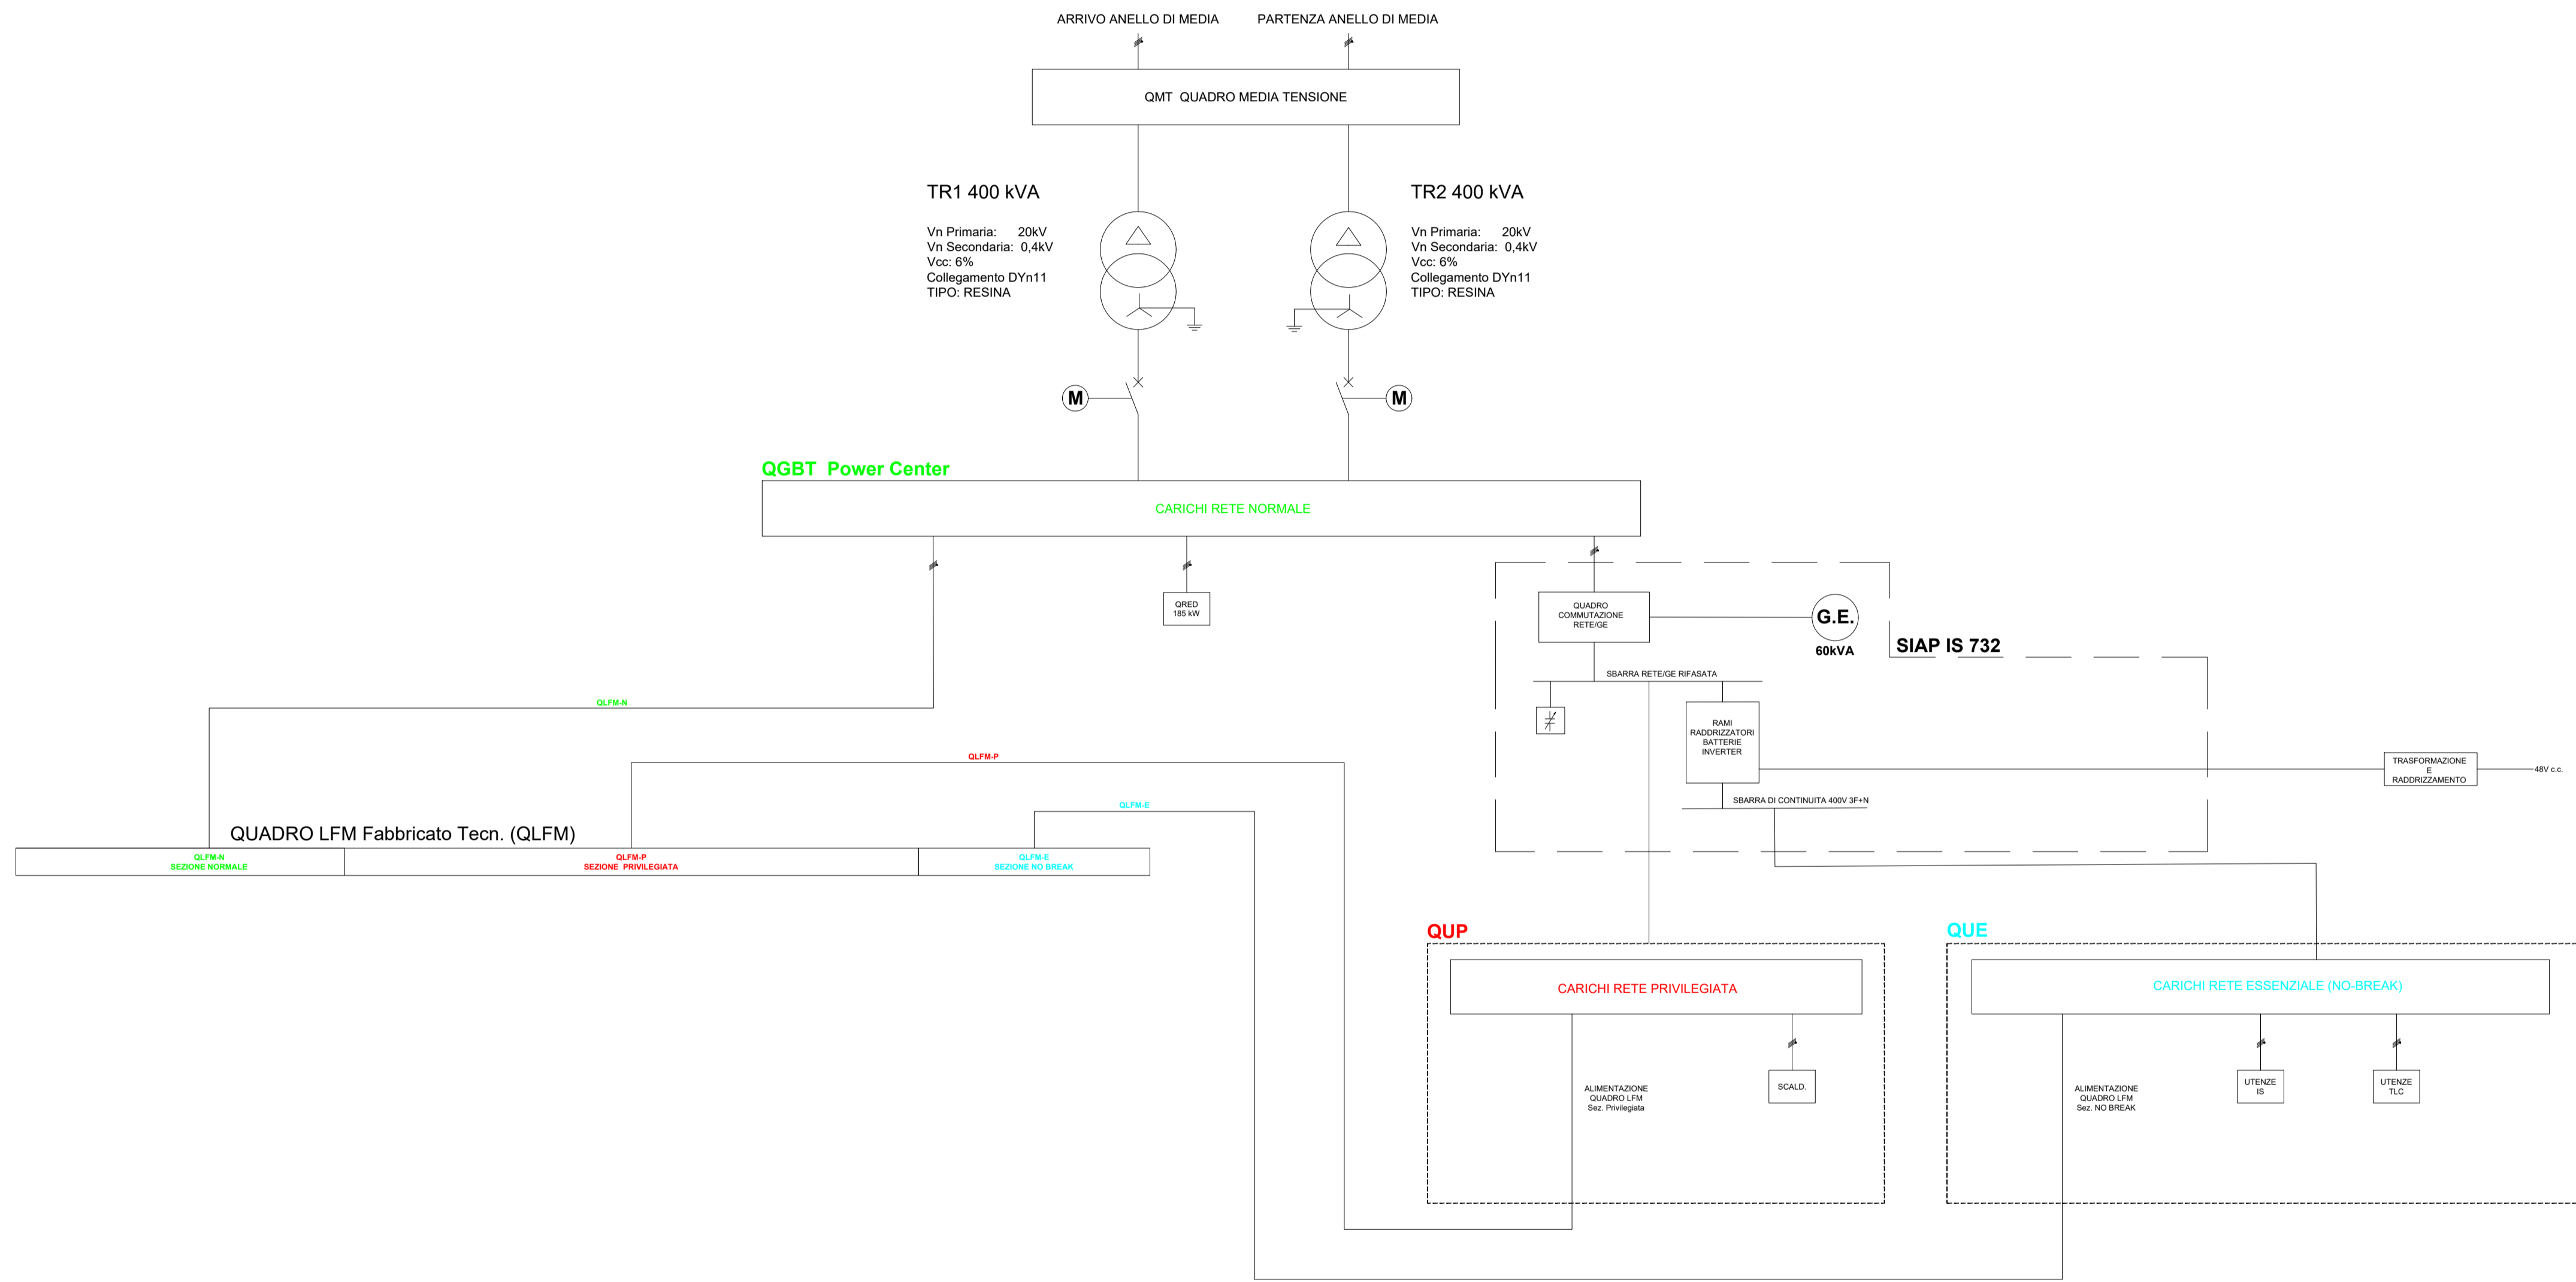 ARRIVO ANELLO DI MEDIA
PARTENZA ANELLO DI MEDIA
QMT QUADRO MEDIA TENSIONE
TR1 400 kVA
Vn Primaria: 20kV
Vn Secondaria: 0,4kV
Vcc: 6%
Collegamento DYn11
TIPO: RESINA
TR2 400 kVA
Vn Primaria: 20kV
Vn Secondaria: 0,4kV
Vcc: 6%
Collegamento DYn11
TIPO: RESINA
M
M
QGBT Power Center
CARICHI RETE NORMALE
QRED
185 kW
QUADRO
COMMUTAZIONE
RETE/GE
G.E.
60kVA
SIAP IS 732
SBARRA RETE/GE RIFASATA
RAMI
RADDRIZZATORI
BATTERIE
INVERTER
TRASFORMAZIONE
E
RADDRIZZAMENTO
48V c.c.
SBARRA DI CONTINUITA 400V 3F+N
QLFM-N
QLFM-P
QLFM-E
QUADRO LFM Fabbricato Tecn. (QLFM)
QLFM-N
SEZIONE NORMALE
QLFM-P
SEZIONE PRIVILEGIATA
QLFM-E
SEZIONE NO BREAK
QUP
CARICHI RETE PRIVILEGIATA
ALIMENTAZIONE
QUADRO LFM
Sez. Privilegiata
SCALD.
QUE
CARICHI RETE ESSENZIALE (NO-BREAK)
ALIMENTAZIONE
QUADRO LFM
Sez. NO BREAK
UTENZE
IS
UTENZE
TLC